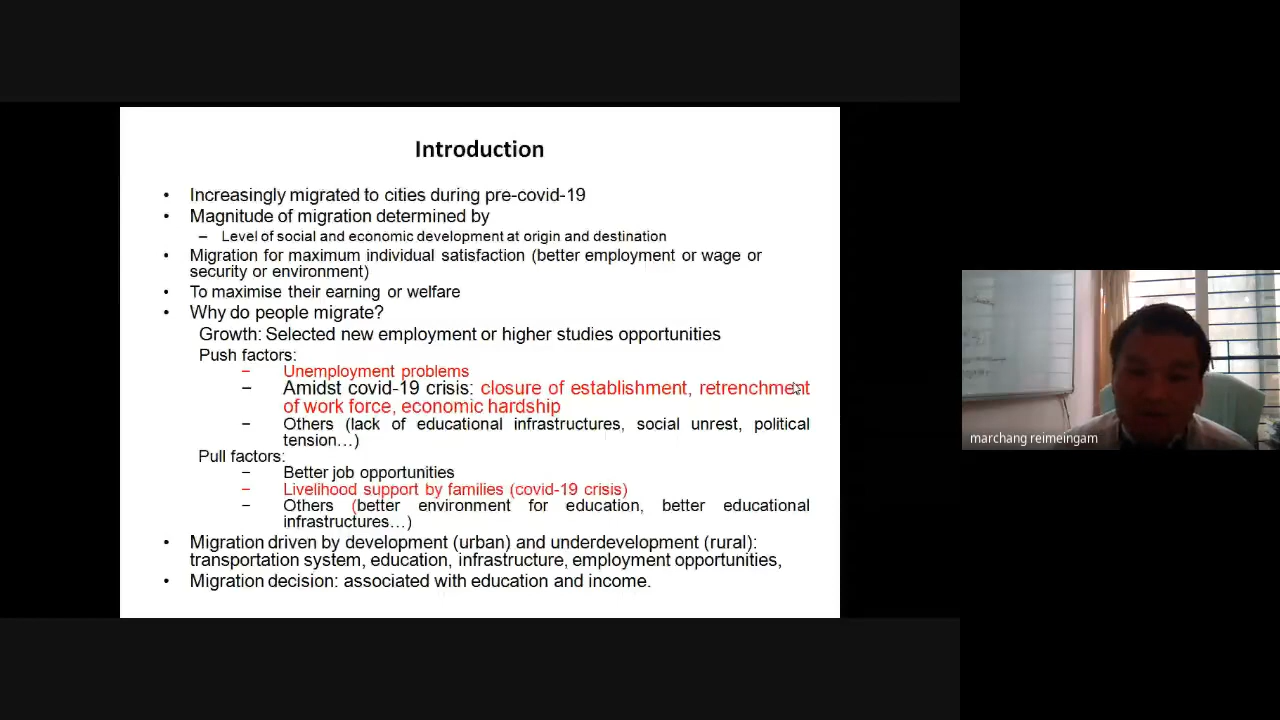 Introduction
• Increasingly migrated to cities during pre-covid-19
• Magnitude of migration determined by
– Level of social and economic development at origin and destination
• Migration for maximum individual satisfaction (better employment or wage or
security or environment)
• To maximise their earning or welfare
• Why do people migrate?
Growth: Selected new employment or higher studies opportunities
Push factors:
– Unemployment problems
– Amidst covid-19 crisis: closure of establishment, retrenchment
of work force, economic hardship
– Others (lack of educational infrastructures, social unrest, political
tension…)
Pull factors:
– Better job opportunities
– Livelihood support by families (covid-19 crisis)
– Others (better environment for education, better educational
infrastructures…)
• Migration driven by development (urban) and underdevelopment (rural):
transportation system, education, infrastructure, employment opportunities,
• Migration decision: associated with education and income.
marchang reimeingam